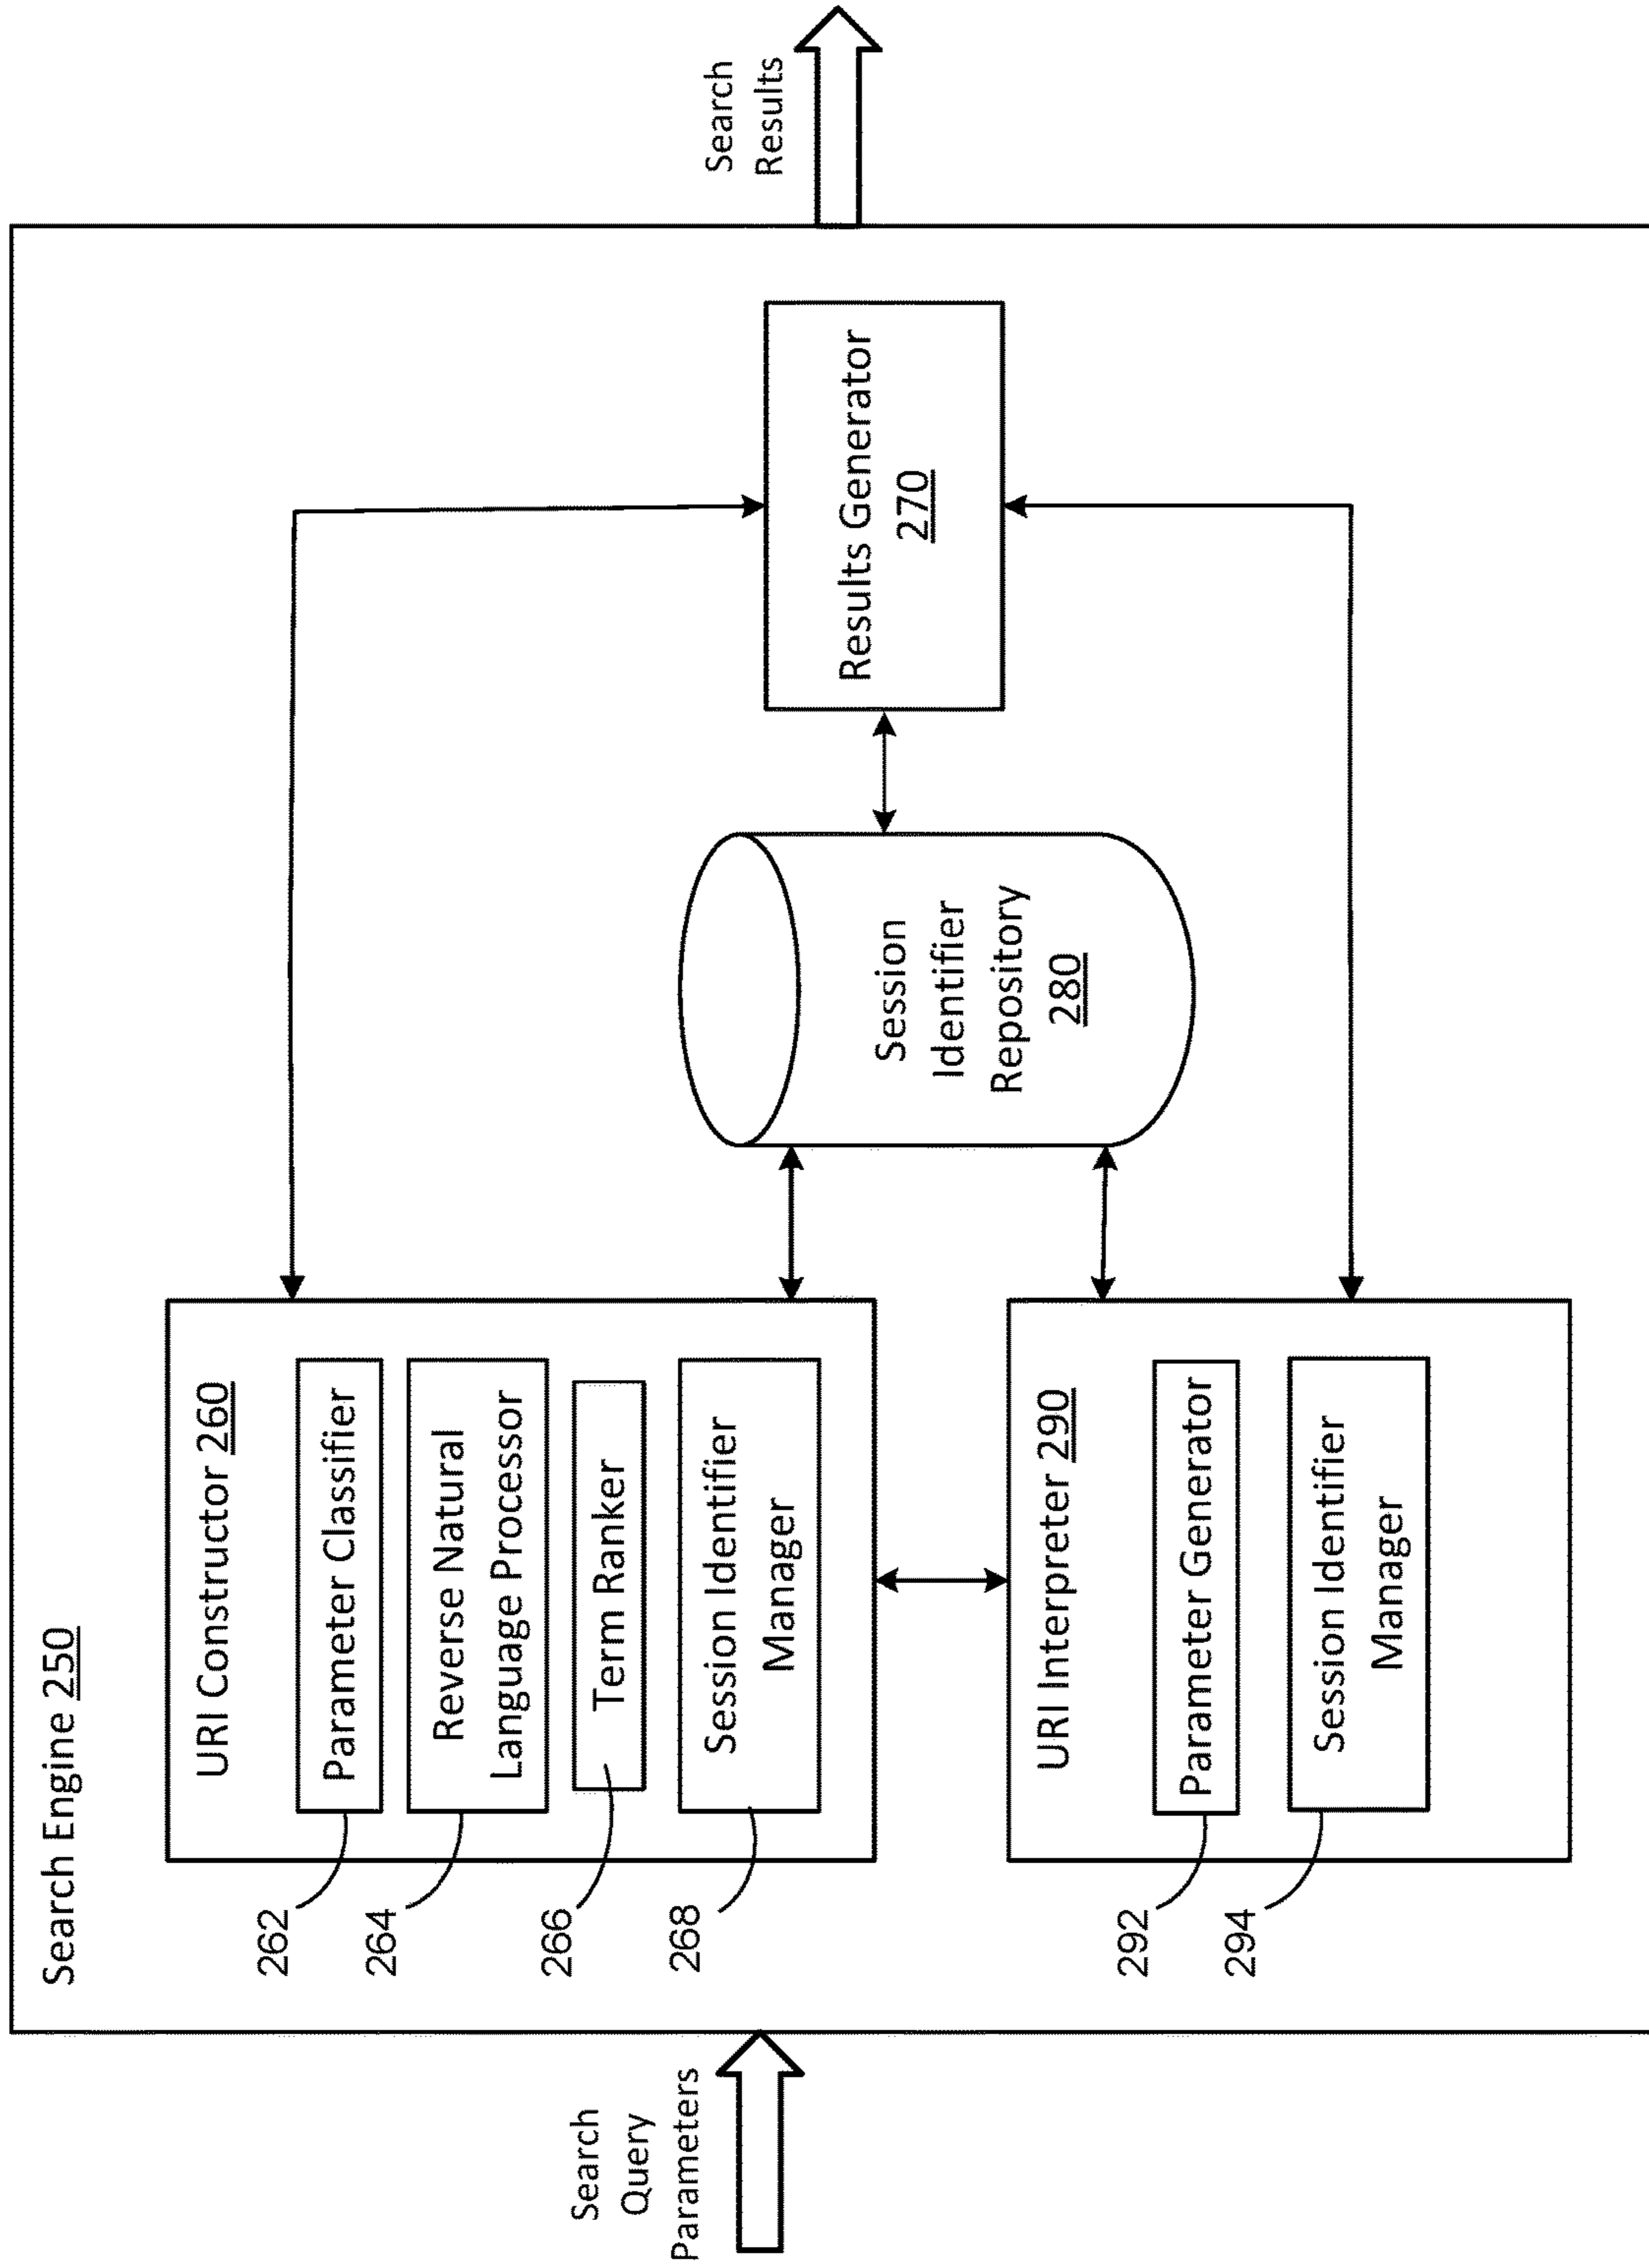 Search Engine 250
Search
Query
Parameters
URI Constructor 260
262
Parameter Classifier
264
Reverse Natural
Language Processor
266
Term Ranker
268
Session Identifier
Manager
URI Interpreter 290
292
Parameter Generator
294
Session Identifier
Manager
Session
Identifier
Repository
280
Results Generator
270
Search
Results